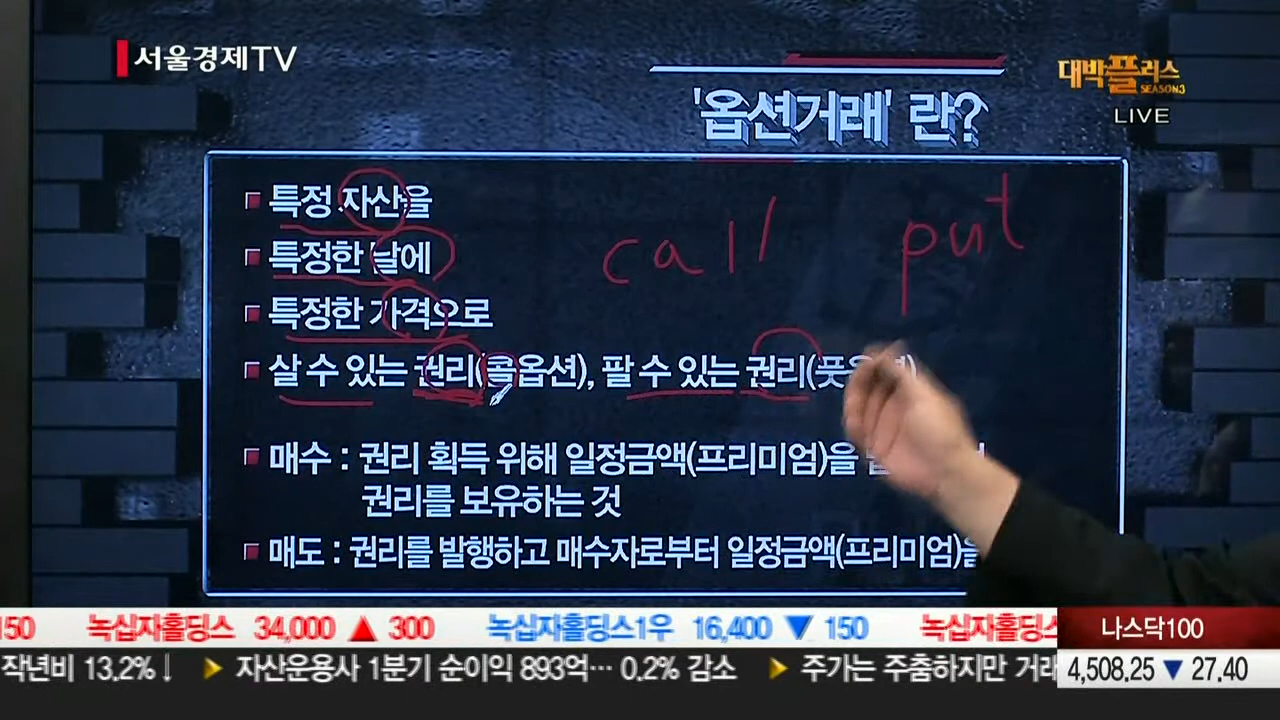 서울경제TV
대박플러스
SEASON3
LIVE
'옵션거래' 란?
특정 자산을
특정한 날에
call put
특정한 가격으로
살 수 있는 권리(콜옵션), 팔 수 있는 권리(풋
매수 : 권리 획득 위해 일정금액(프리미엄)을
권리를 보유하는 것
매도 : 권리를 발행하고 매수자로부터 일정금액(프리미엄)을
150 녹십자홀딩스 34,000 ▲ 300 녹십자홀딩스1우 16,400 ▼ 150 녹십자홀딩스 나스닥100
작년비 13.2%↓ ▶ 자산운용사 1분기 순이익 893억… 0.2% 감소 ▶ 주가는 주춤하지만 거래 4,508.25 ▼ 27.40